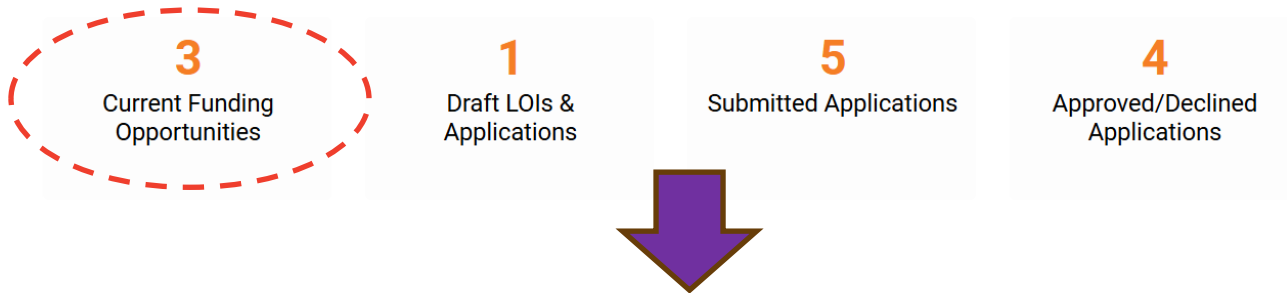 3
Current Funding
Opportunities
1
Draft LOIs &
Applications
5
Submitted Applications
4
Approved/Declined
Applications